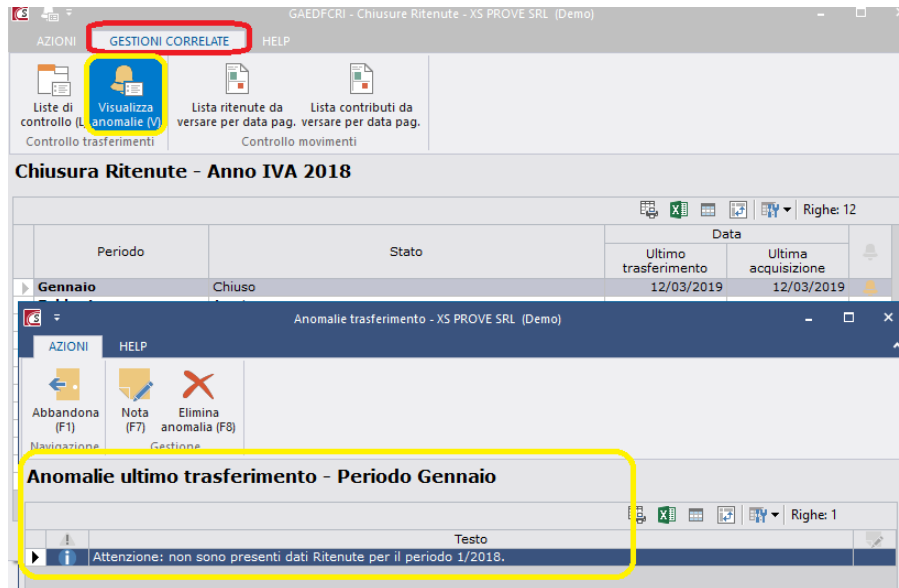 GAEDFCRI - Chiusure Ritenute - XS PROVE SRL (Demo)
AZIONI GESTIONI CORRELATE HELP
Liste di controllo (L)
Visualizza anomalie (V)
Lista ritenute da versare per data pag.
Lista contributi da versare per data pag.
Controllo trasferimenti
Controllo movimenti
Chiusura Ritenute - Anno IVA 2018
Righe: 12
Periodo Stato Data
Ultimo trasferimento
Ultima acquisizione
Gennaio Chiuso 12/03/2019 12/03/2019
Anomalie trasferimento - XS PROVE SRL (Demo)
AZIONI HELP
Abbandona (F1)
Nota (F7)
Elimina anomalia (F8)
Navigazione Gestione
Anomalie ultimo trasferimento - Periodo Gennaio
Righe: 1
Testo
Attenzione: non sono presenti dati Ritenute per il periodo 1/2018.